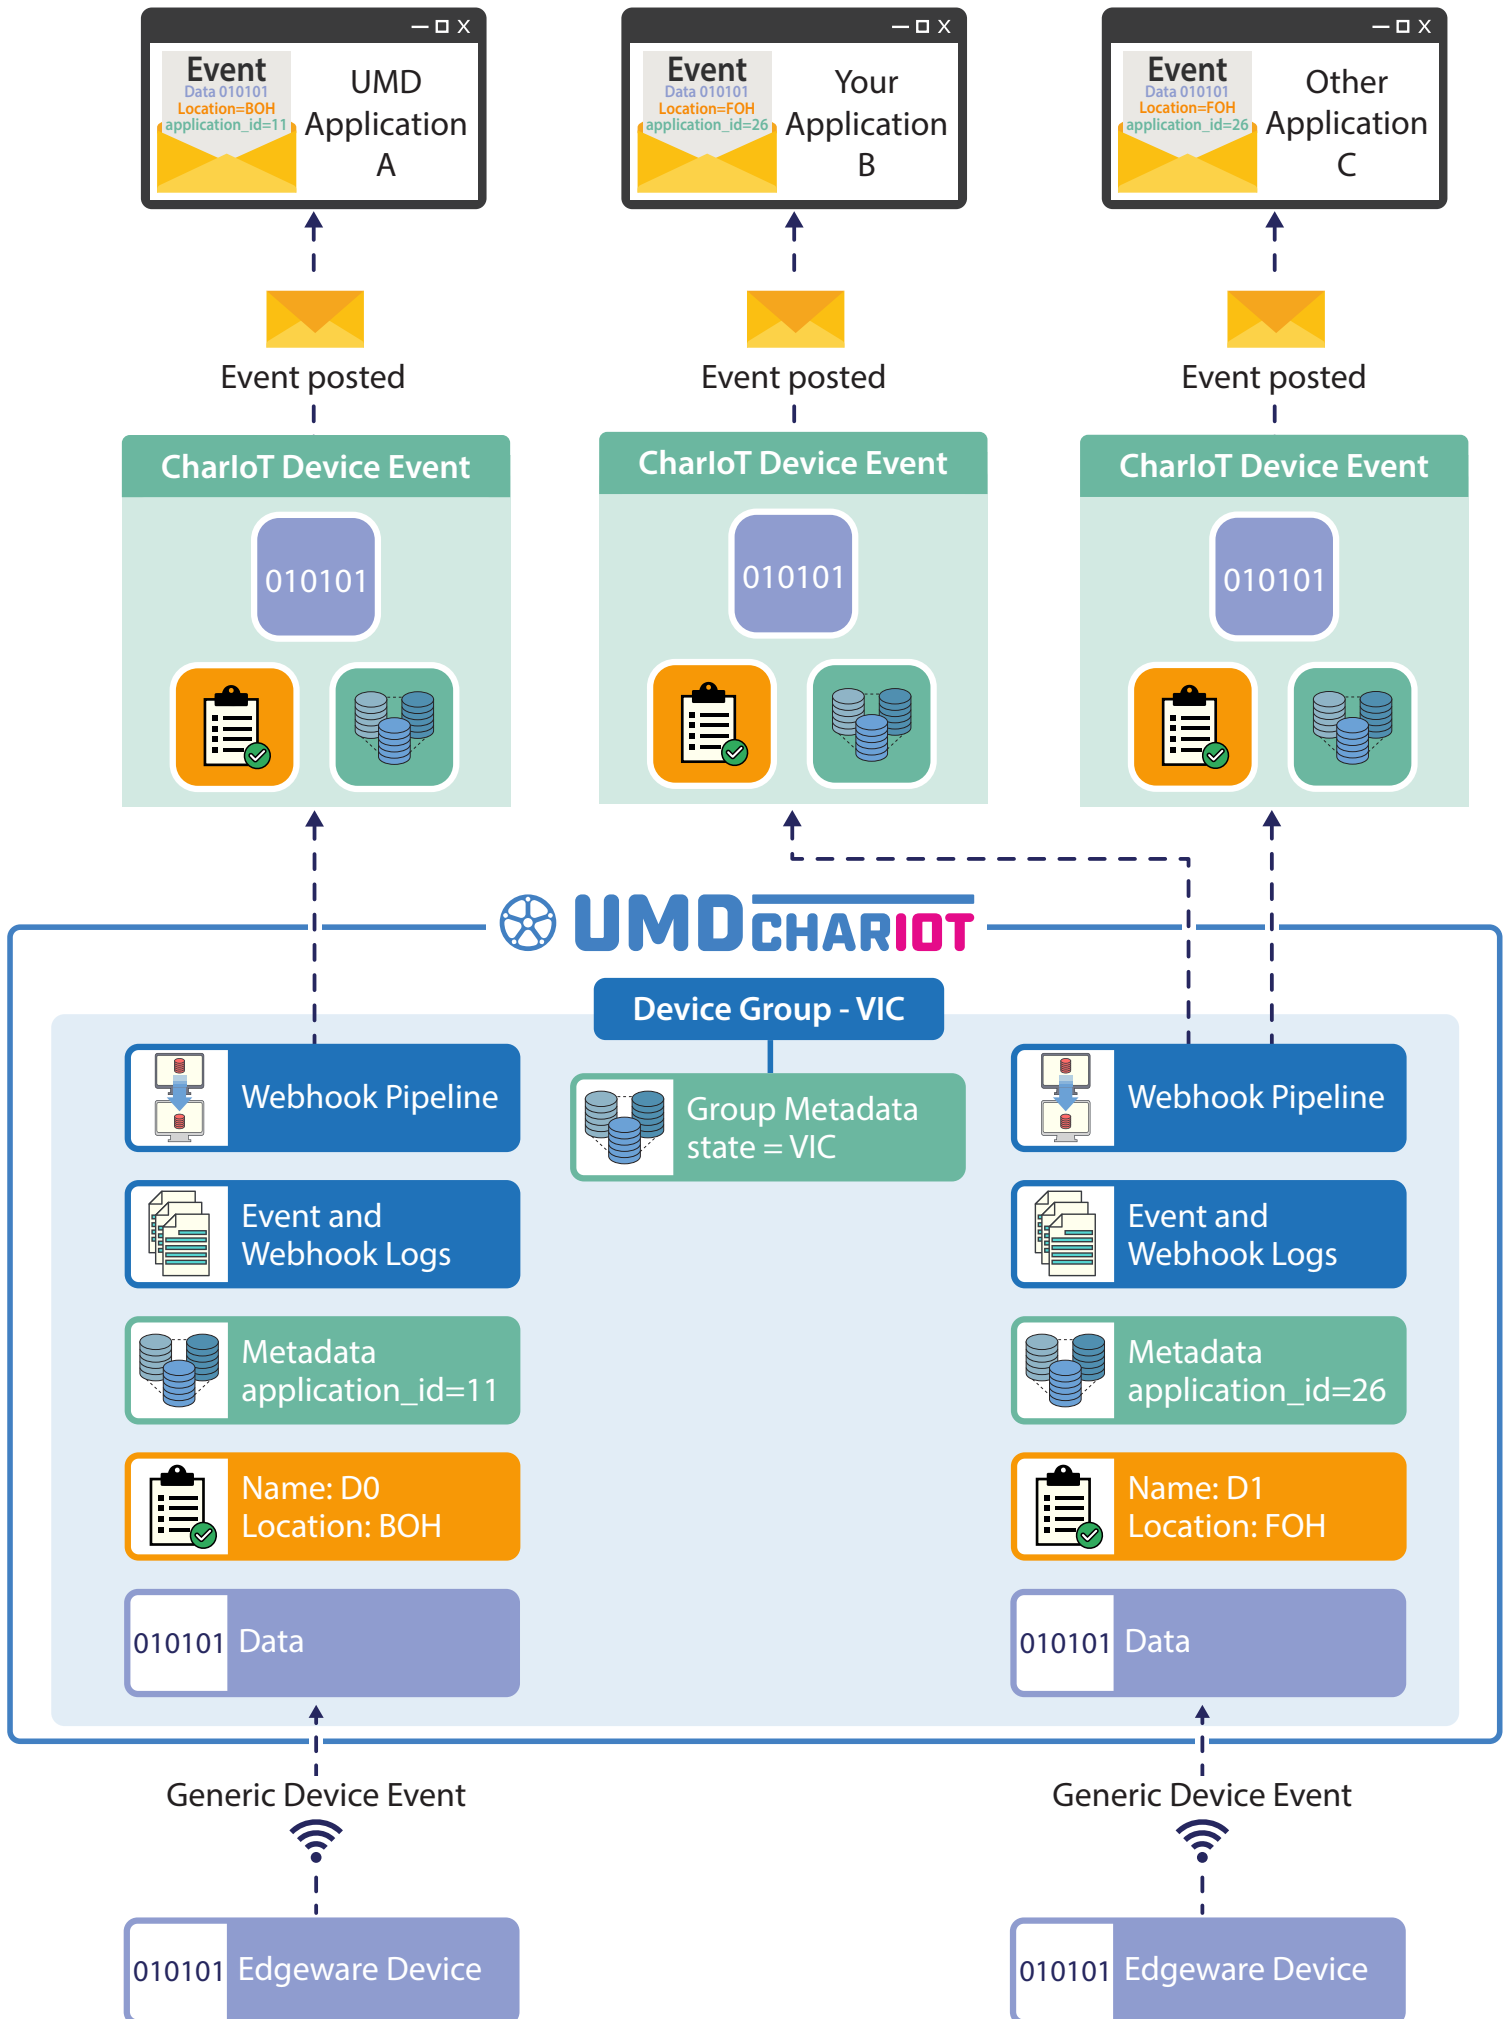 — X
Event
Data 010101
Location=BOH
application_id=11
UMD
Application
A
— X
Event
Data 010101
Location=FOH
application_id=26
Your
Application
B
— X
Event
Data 010101
Location=FOH
application_id=26
Other
Application
C
Event posted
Event posted
Event posted
CharIoT Device Event
010101
CharIoT Device Event
010101
CharIoT Device Event
010101
UMD CHARIOT
Device Group - VIC
Group Metadata
state = VIC
Webhook Pipeline
Event and
Webhook Logs
Metadata
application_id=11
Name: D0
Location: BOH
010101 Data
Webhook Pipeline
Event and
Webhook Logs
Metadata
application_id=26
Name: D1
Location: FOH
010101 Data
Generic Device Event
Generic Device Event
010101 Edgeware Device
010101 Edgeware Device